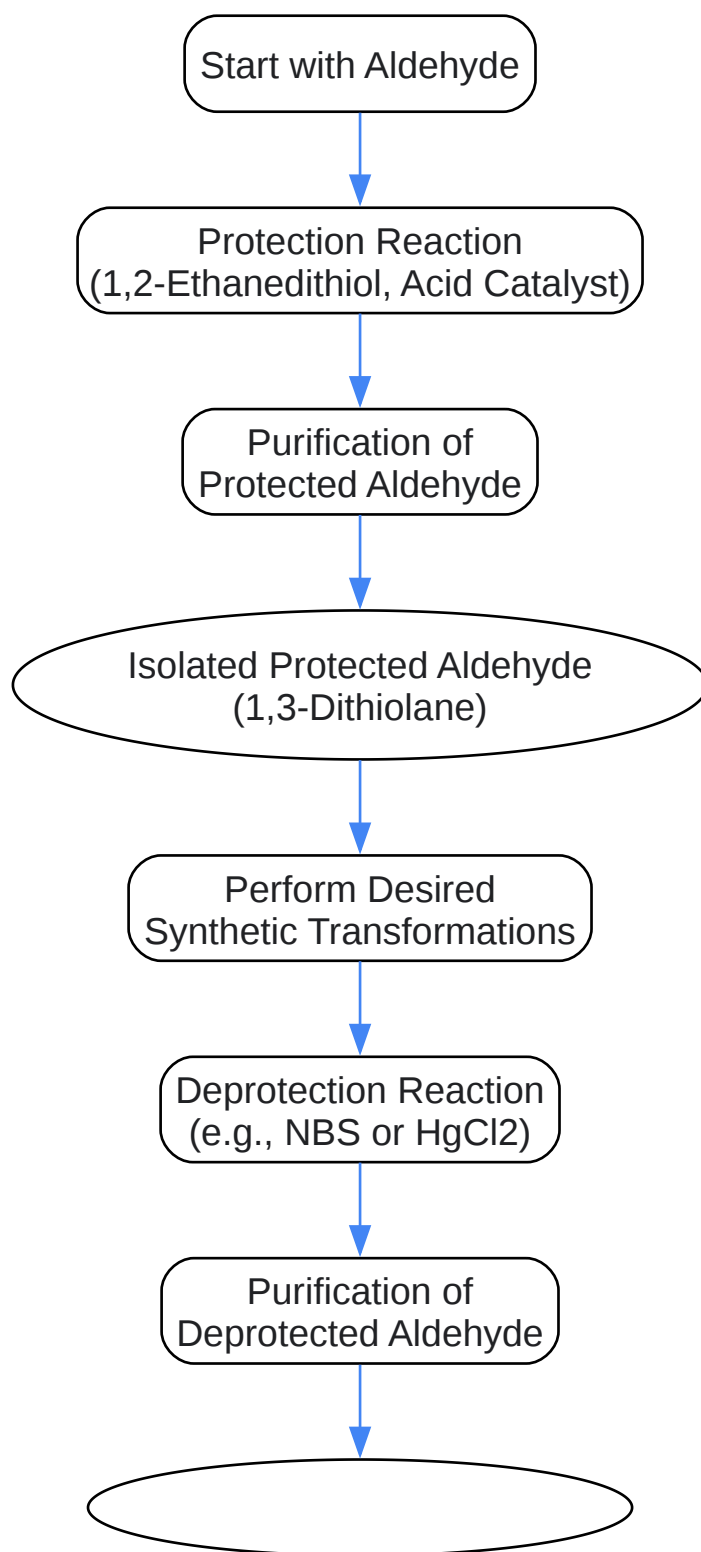 Start with Aldehyde
Protection Reaction
(1,2-Ethanedithiol, Acid Catalyst)
Purification of
Protected Aldehyde
Isolated Protected Aldehyde
(1,3-Dithiolane)
Perform Desired
Synthetic Transformations
Deprotection Reaction
(e.g., NBS or HgCl2)
Purification of
Deprotected Aldehyde